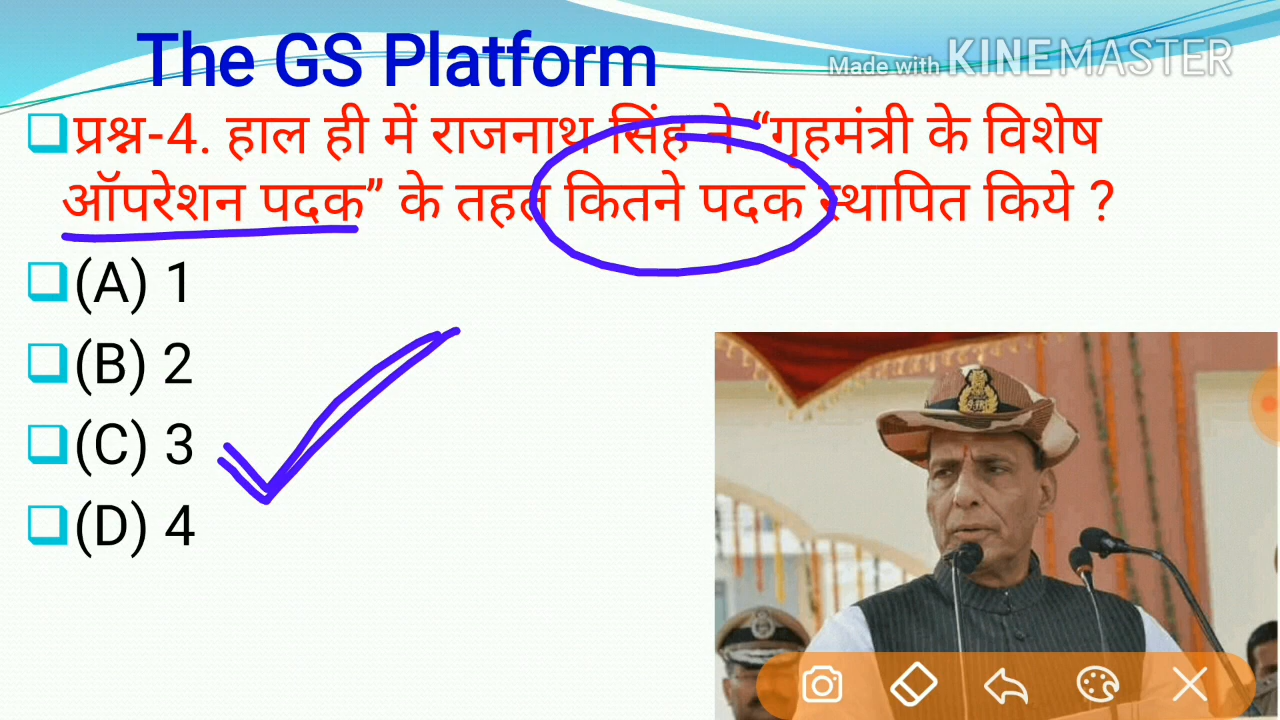 The GS Platform
Made with KINEMASTER
प्रश्न-4. हाल ही में राजनाथ सिंह ने “गृहमंत्री के विशेष
ऑपरेशन पदक” के तहत कितने पदक स्थापित किये ?
(A) 1
(B) 2
(C) 3
(D) 4